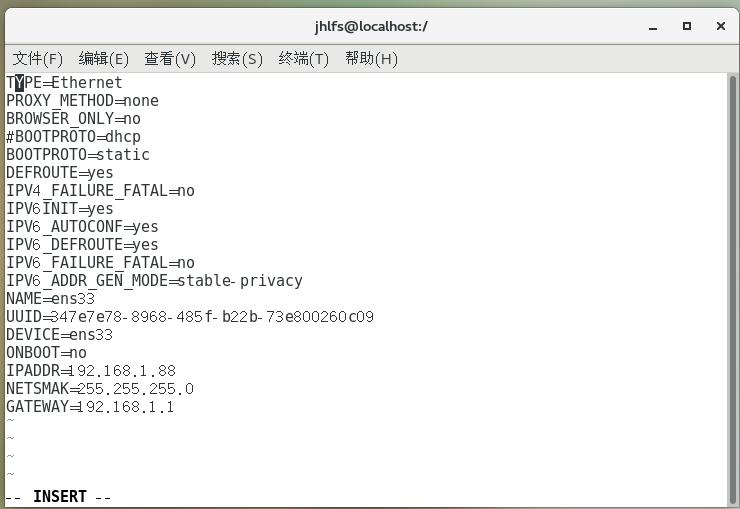 jhlfs@localhost:/
文件(F) 编辑(E) 查看(V) 搜索(S) 终端(T) 帮助(H)
TYPE=Ethernet
PROXY_METHOD=none
BROWSER_ONLY=no
#BOOTPROTO=dhcp
BOOTPROTO=static
DEFROUTE=yes
IPV4_FAILURE_FATAL=no
IPV6INIT=yes
IPV6_AUTOCONF=yes
IPV6_DEFROUTE=yes
IPV6_FAILURE_FATAL=no
IPV6_ADDR_GEN_MODE=stable-privacy
NAME=ens33
UUID=347e7e78-8968-485f-b22b-73e800260c09
DEVICE=ens33
ONBOOT=no
IPADDR=192.168.1.88
NETSMAK=255.255.255.0
GATEWAY=192.168.1.1
~
~
~
~
-- INSERT --